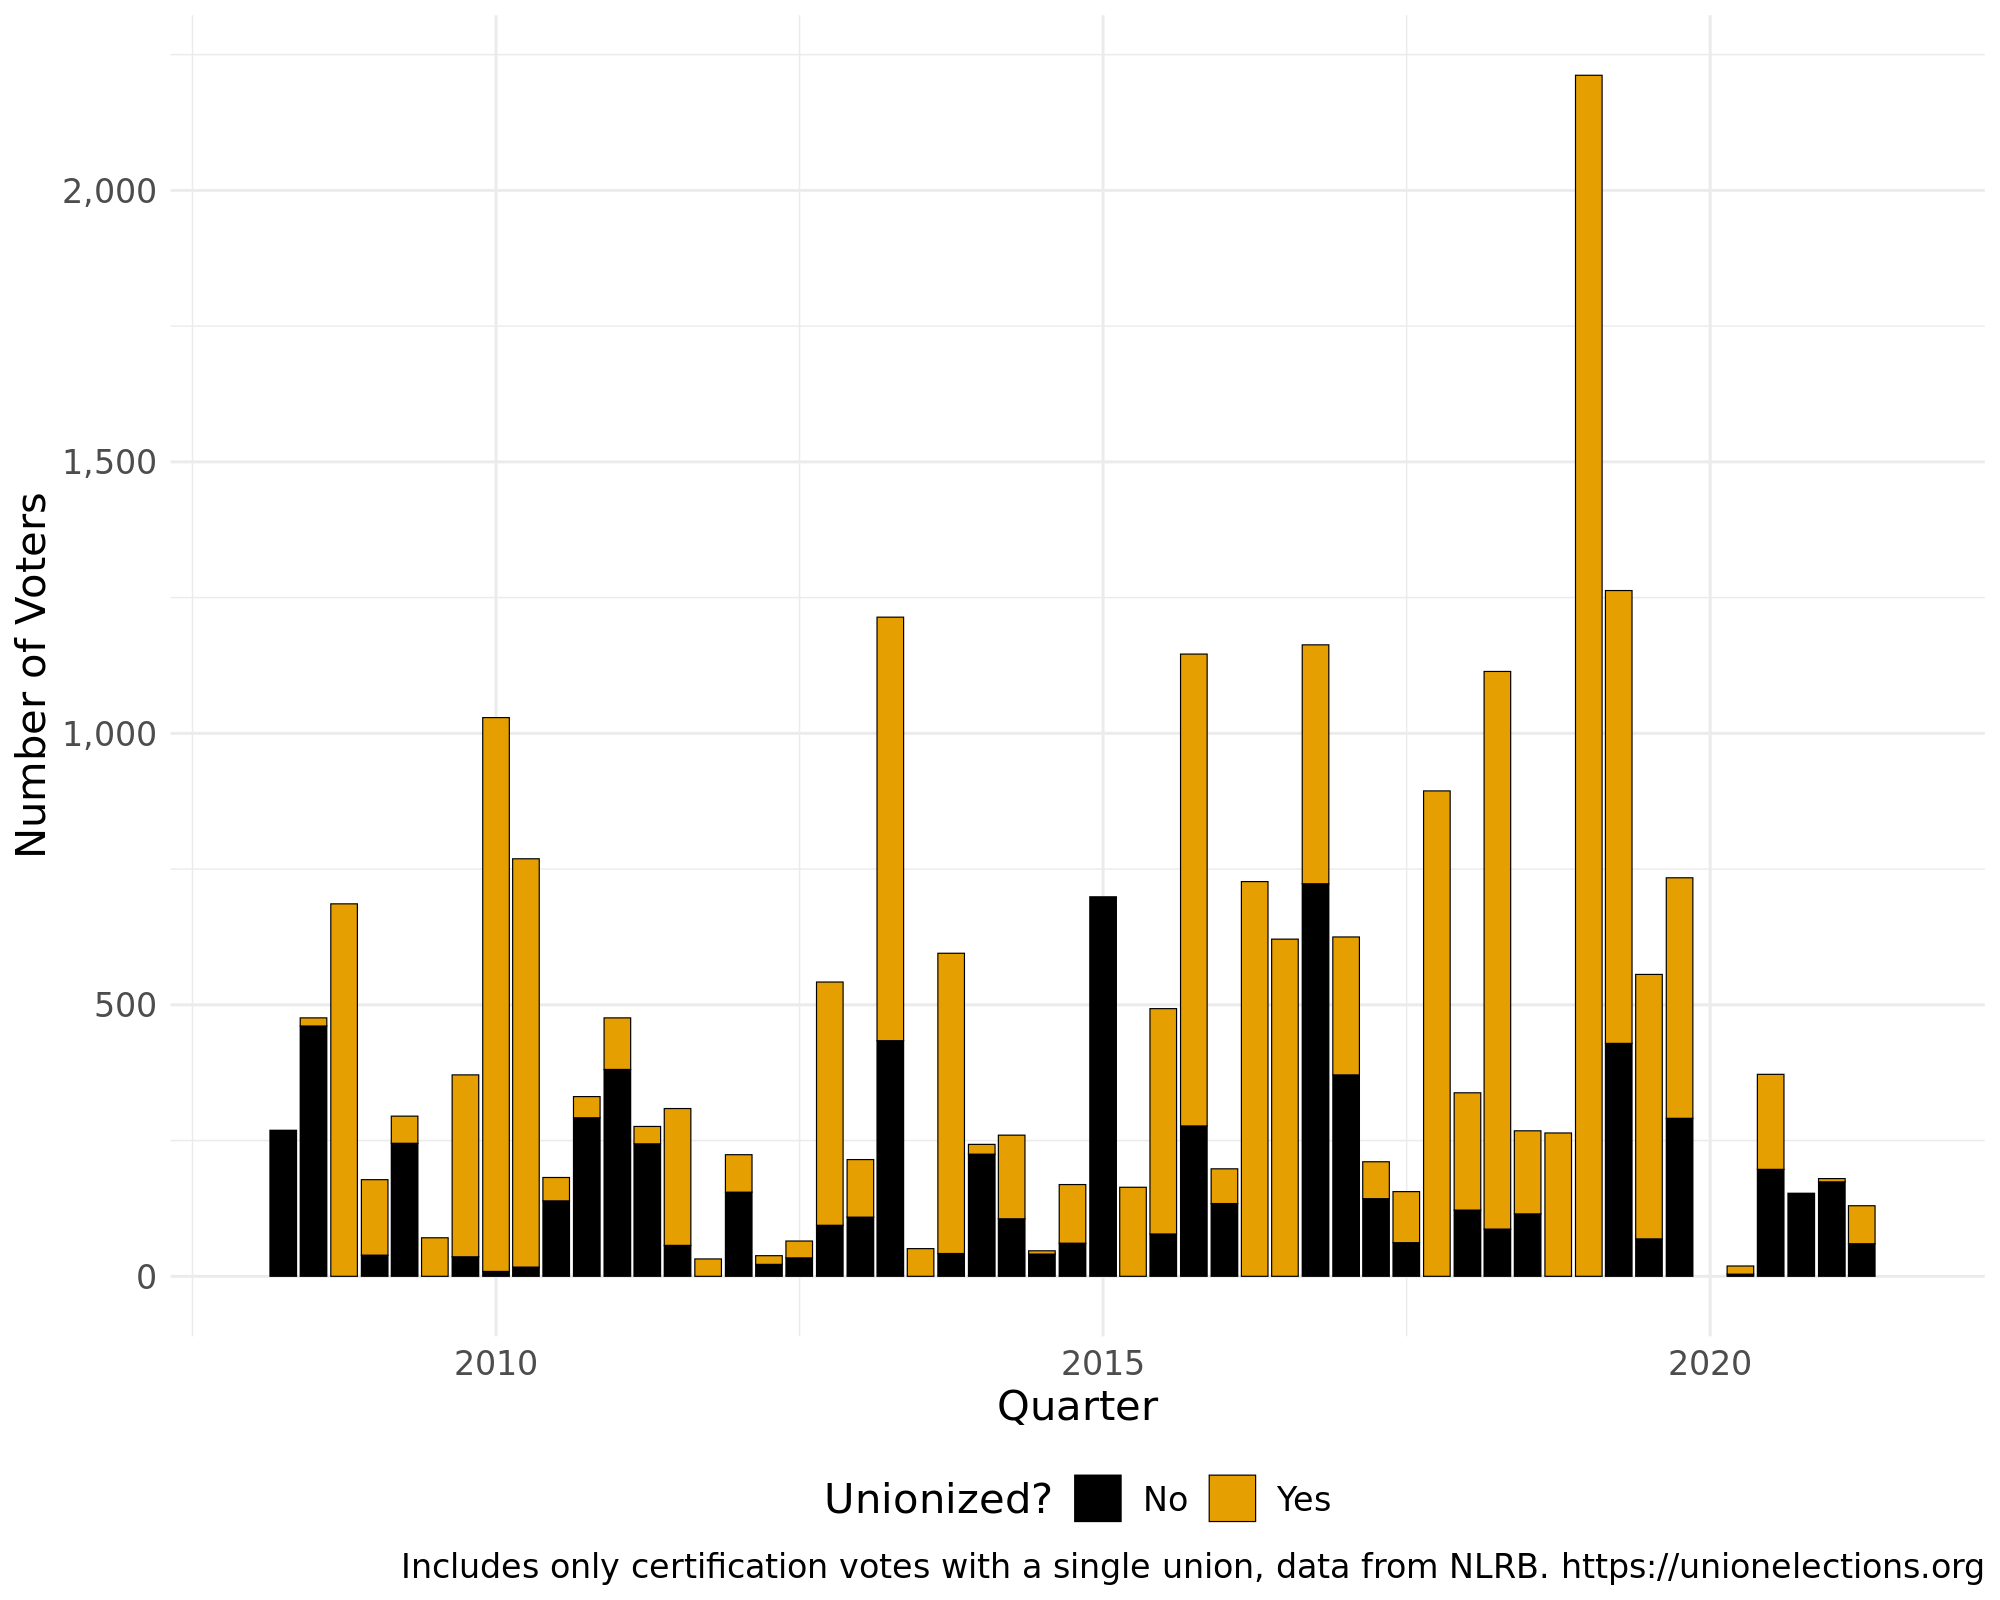 Number of Voters
2,000
1,500
1,000
500
0
2010 2015 2020
Quarter
Unionized? No Yes
Includes only certification votes with a single union, data from NLRB. https://unionelections.org